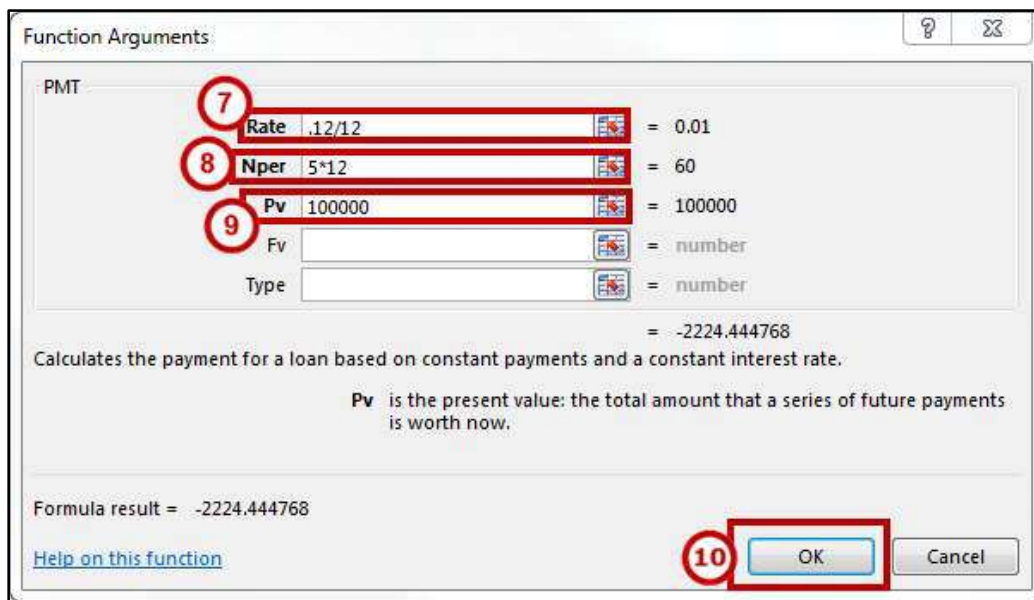 Function Arguments
?
PMT
7
Rate .12/12 = 0.01
8
Nper 5*12 = 60
9
Pv 100000 = 100000
Fv = number
Type = number
= -2224.444768
Calculates the payment for a loan based on constant payments and a constant interest rate.
Pv is the present value: the total amount that a series of future payments
is worth now.
Formula result = -2224.444768
Help on this function
10
OK
Cancel